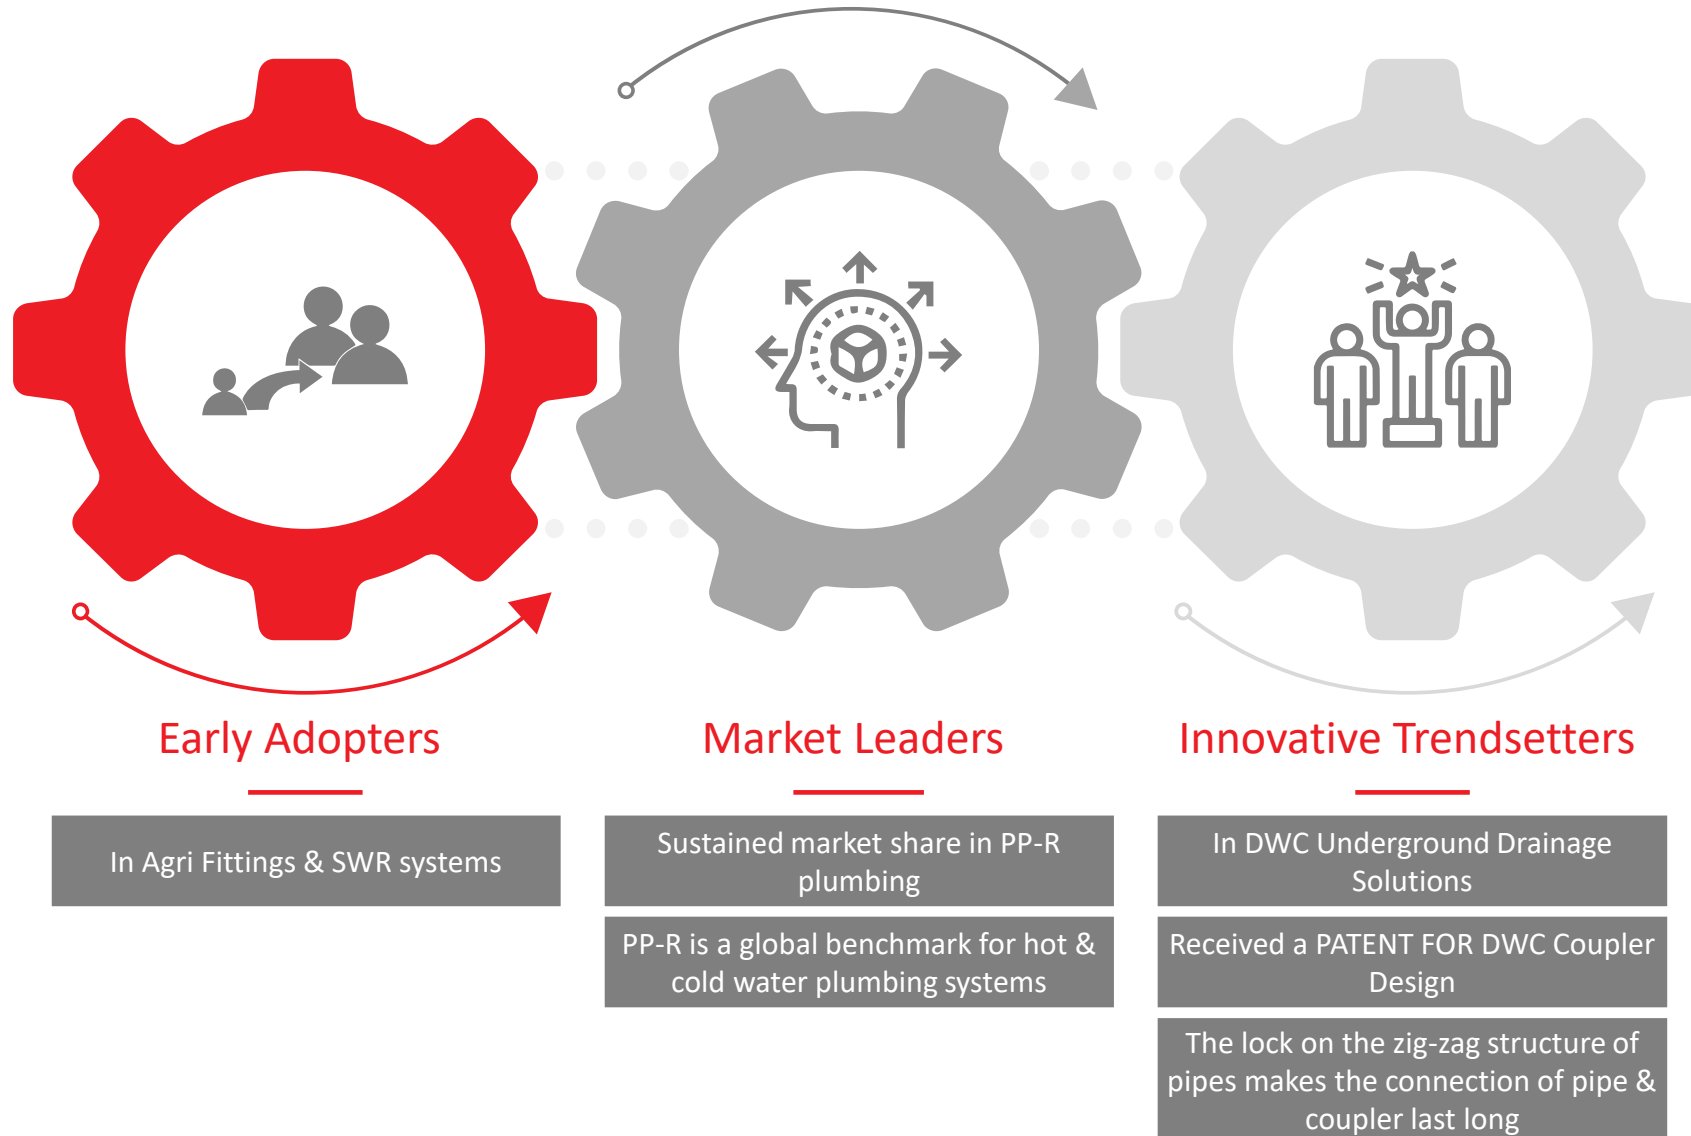 Early Adopters
In Agri Fittings & SWR systems
Market Leaders
Sustained market share in PP-R
plumbing
PP-R is a global benchmark for hot &
cold water plumbing systems
Innovative Trendsetters
In DWC Underground Drainage
Solutions
Received a PATENT FOR DWC Coupler
Design
The lock on the zig-zag structure of
pipes makes the connection of pipe &
coupler last long